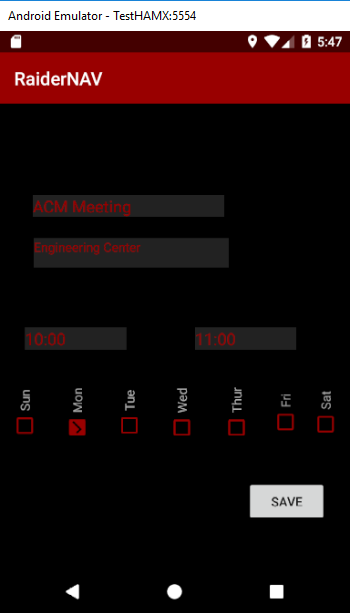 Android Emulator - TestHAMX:5554
5:47
RaiderNAV
ACM Meeting
Engineering Center
10:00 11:00
Sun Mon Tue Wed Thur Fri Sat
SAVE